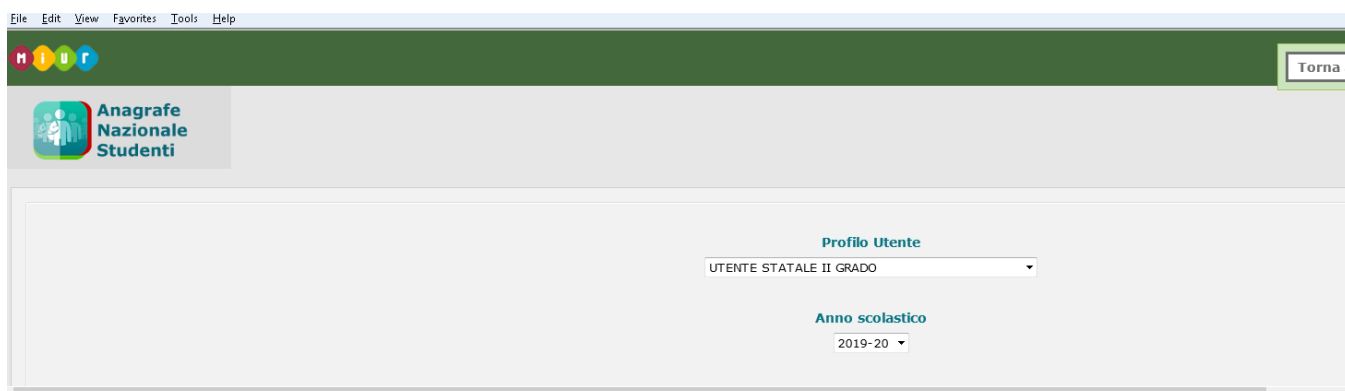 File Edit View Favorites Tools Help
MIUr
Torna
Anagrafe
Nazionale
Studenti
Profilo Utente
UTENTE STATALE II GRADO
Anno scolastico
2019-20